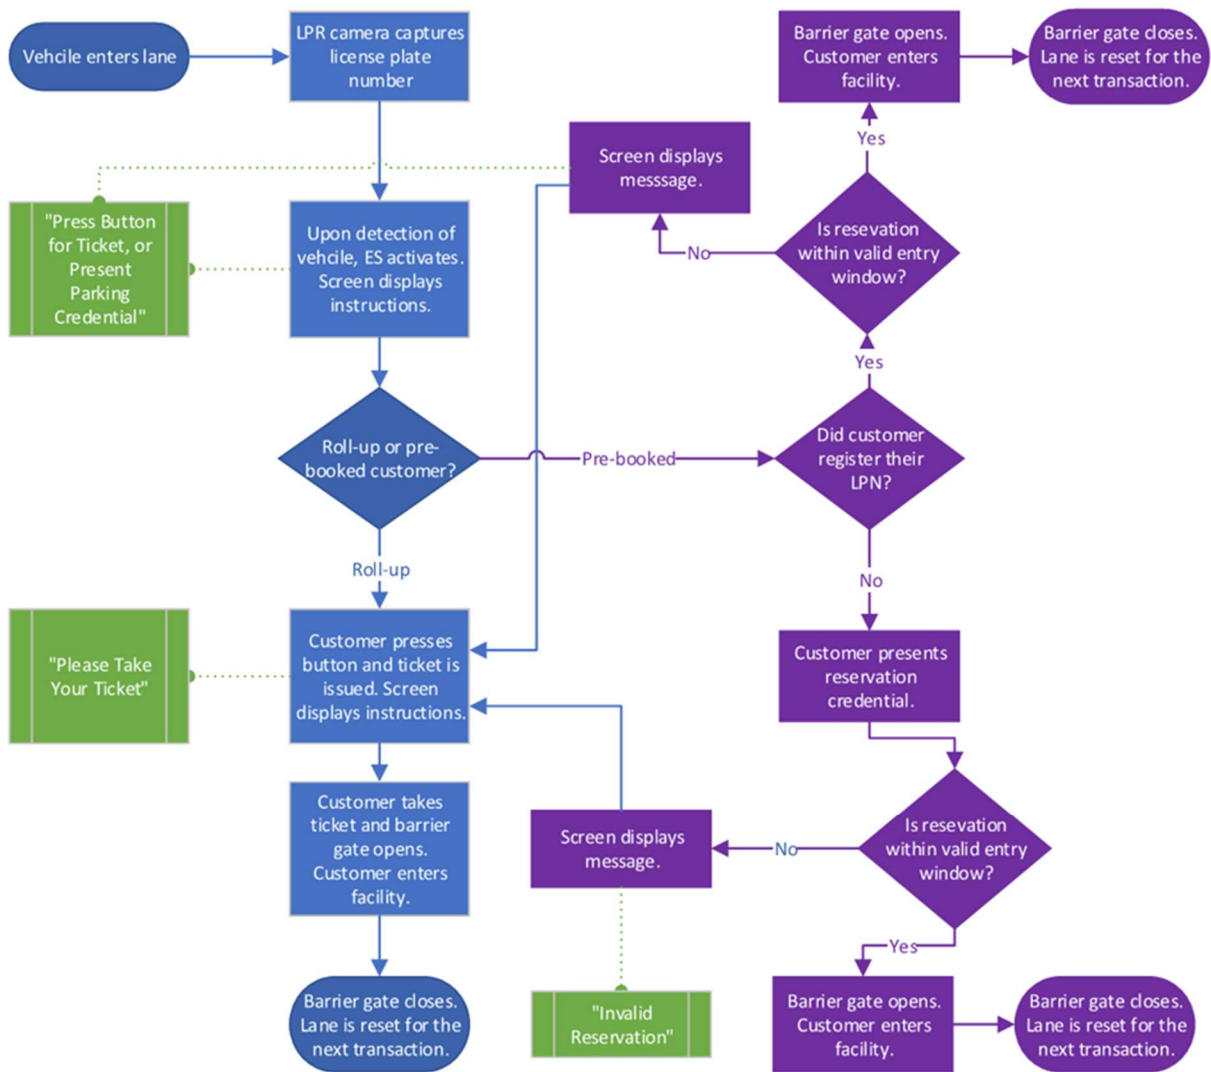 Vehcile enters lane
LPR camera captures
license plate
number
Barrier gate opens.
Customer enters
facility.
Barrier gate closes.
Lane is reset for the
next transaction.
Yes
Screen displays
messsage.
"Press Button
for Ticket, or
Present
Parking
Credential"
Upon detection of
vehcile, ES activates.
Screen displays
instructions.
No
Is resevation
within valid entry
window?
Yes
Roll-up or pre-
booked customer?
Pre-booked
Did customer
register their
LPN?
Roll-up
No
"Please Take
Your Ticket"
Customer presses
button and ticket is
issued. Screen
displays instructions.
Customer presents
reservation
credential.
Customer takes
ticket and barrier
gate opens.
Customer enters
facility.
Screen displays
message.
No
Is resevation
within valid entry
window?
Yes
Barrier gate closes.
Lane is reset for the
next transaction.
"Invalid
Reservation"
Barrier gate opens.
Customer enters
facility.
Barrier gate closes.
Lane is reset for the
next transaction.